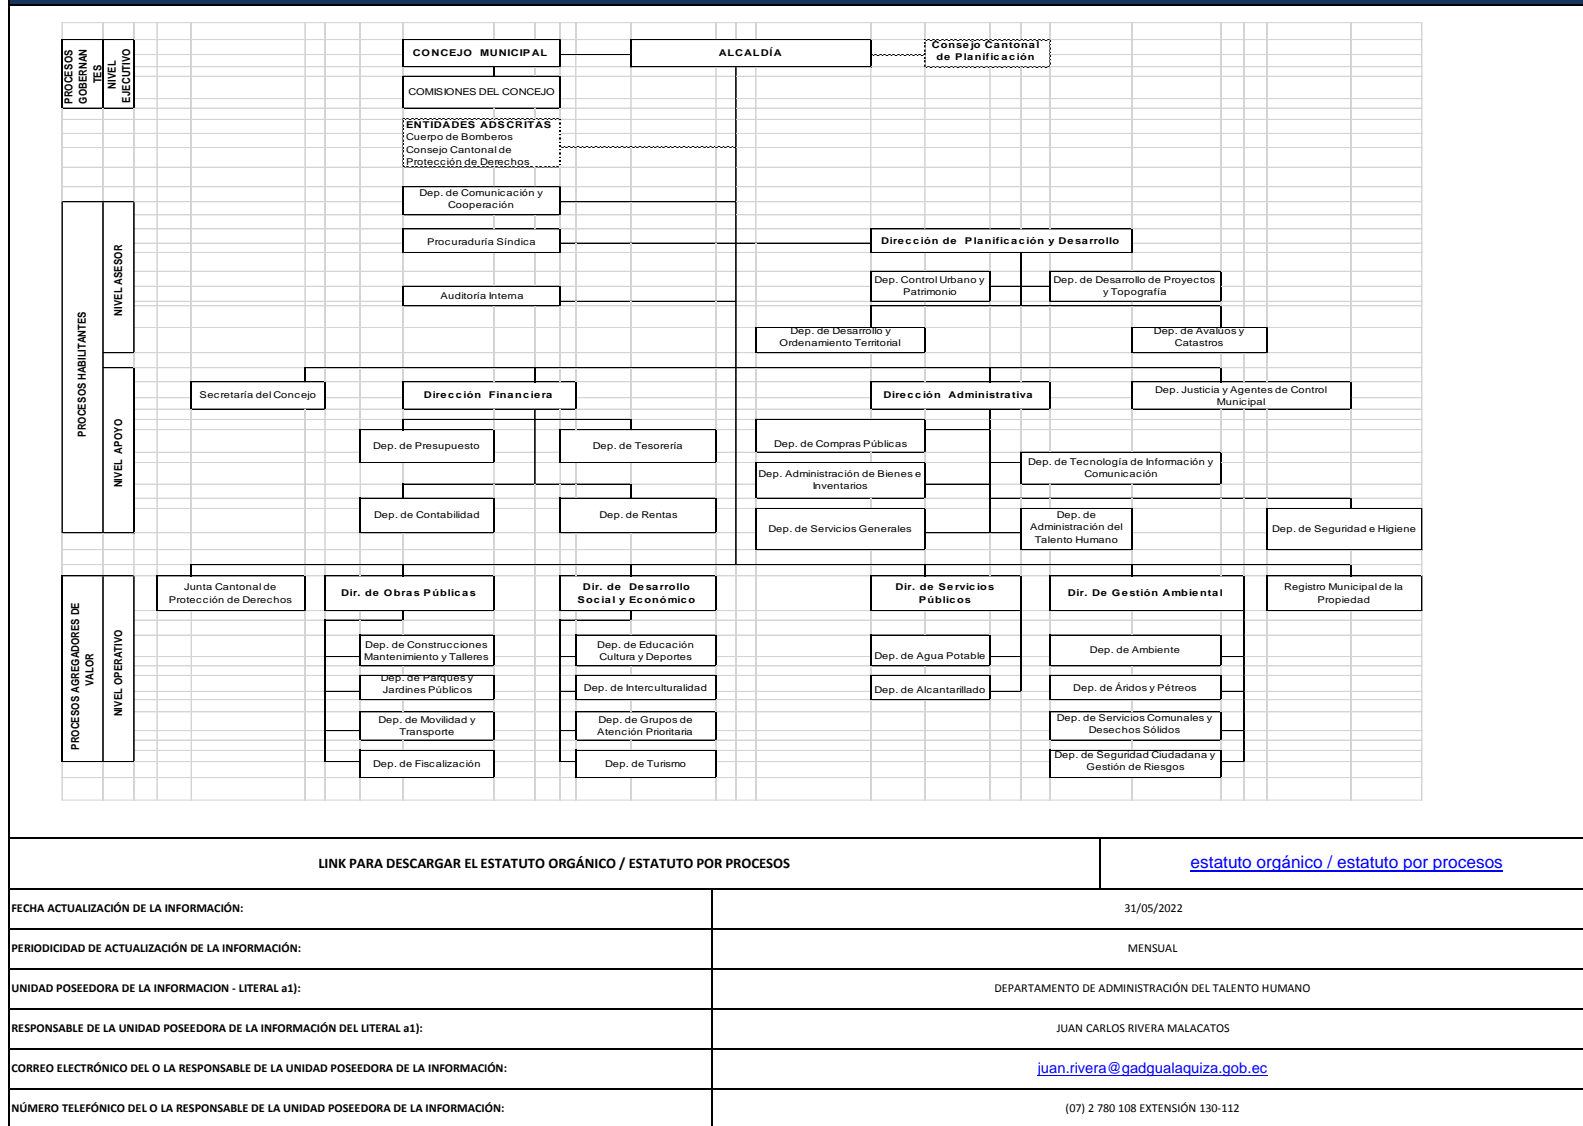 PROCESOS
GOBERNAN
TES
NIVEL
EJECUTIVO
CONCEJO MUNICIPAL
ALCALDÍA
Consejo Cantonal
de Planificación
COMISIONES DEL CONCEJO
ENTIDADES ADSCRITAS
Cuerpo de Bomberos
Consejo Cantonal de
Protección de Derechos
PROCESOS HABILITANTES
NIVEL ASESOR
Dep. de Comunicación y
Cooperación
Procuraduría Síndica
Dirección de Planificación y Desarrollo
Auditoría Interna
Dep. Control Urbano y
Patrimonio
Dep. de Desarrollo de Proyectos
y Topografía
Dep. de Desarrollo y
Ordenamiento Territorial
Dep. de Avalúos y
Catastros
NIVEL APOYO
Secretaría del Concejo
Dirección Financiera
Dirección Administrativa
Dep. Justicia y Agentes de Control
Municipal
Dep. de Presupuesto
Dep. de Tesorería
Dep. de Compras Públicas
Dep. de Tecnología de Información y
Comunicación
Dep. Administración de Bienes e
Inventarios
Dep. de Contabilidad
Dep. de Rentas
Dep. de Servicios Generales
Dep. de
Administración del
Talento Humano
Dep. de Seguridad e Higiene
PROCESOS AGREGADORES DE
VALOR
NIVEL OPERATIVO
Junta Cantonal de
Protección de Derechos
Dir. de Obras Públicas
Dir. de Desarrollo
Social y Económico
Dir. de Servicios
Públicos
Dir. De Gestión Ambiental
Registro Municipal de la
Propiedad
Dep. de Construcciones
Mantenimiento y Talleres
Dep. de Educación
Cultura y Deportes
Dep. de Agua Potable
Dep. de Ambiente
Dep. de Parques y
Jardines Públicos
Dep. de Interculturalidad
Dep. de Alcantarillado
Dep. de Áridos y Pétreos
Dep. de Movilidad y
Transporte
Dep. de Grupos de
Atención Prioritaria
Dep. de Servicios Comunales y
Desechos Sólidos
Dep. de Fiscalización
Dep. de Turismo
Dep. de Seguridad Ciudadana y
Gestión de Riesgos
LINK PARA DESCARGAR EL ESTATUTO ORGÁNICO / ESTATUTO POR PROCESOS
estatuto orgánico / estatuto por procesos
FECHA ACTUALIZACIÓN DE LA INFORMACIÓN:
31/05/2022
PERIODICIDAD DE ACTUALIZACIÓN DE LA INFORMACIÓN:
MENSUAL
UNIDAD POSEEDORA DE LA INFORMACION - LITERAL a1):
DEPARTAMENTO DE ADMINISTRACIÓN DEL TALENTO HUMANO
RESPONSABLE DE LA UNIDAD POSEEDORA DE LA INFORMACIÓN DEL LITERAL a1):
JUAN CARLOS RIVERA MALACATOS
CORREO ELECTRÓNICO DEL O LA RESPONSABLE DE LA UNIDAD POSEEDORA DE LA INFORMACIÓN:
juan.rivera@gadgualaquiza.gob.ec
NÚMERO TELEFÓNICO DEL O LA RESPONSABLE DE LA UNIDAD POSEEDORA DE LA INFORMACIÓN:
(07) 2 780 108 EXTENSIÓN 130-112